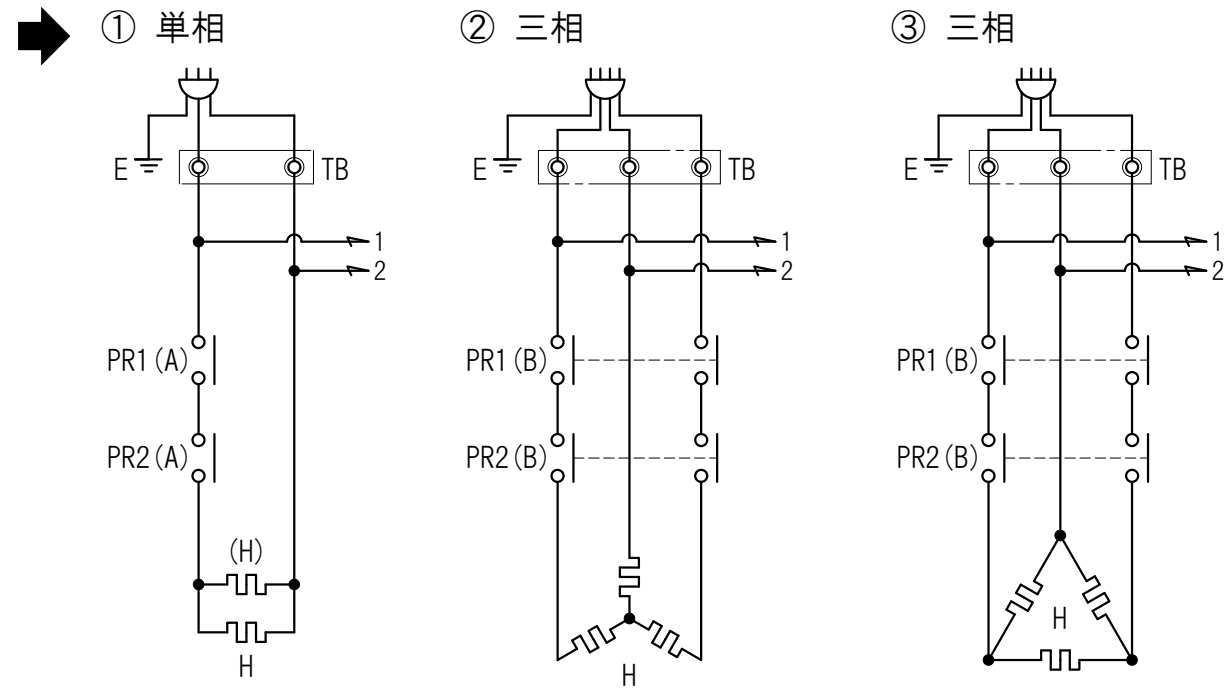 ① 単相
② 三相
③ 三相
E TB
E TB
E TB
1
1
1
2
2
2
PR1(A)
PR1(B)
PR1(B)
PR2(A)
PR2(B)
PR2(B)
(H)
H
H
H